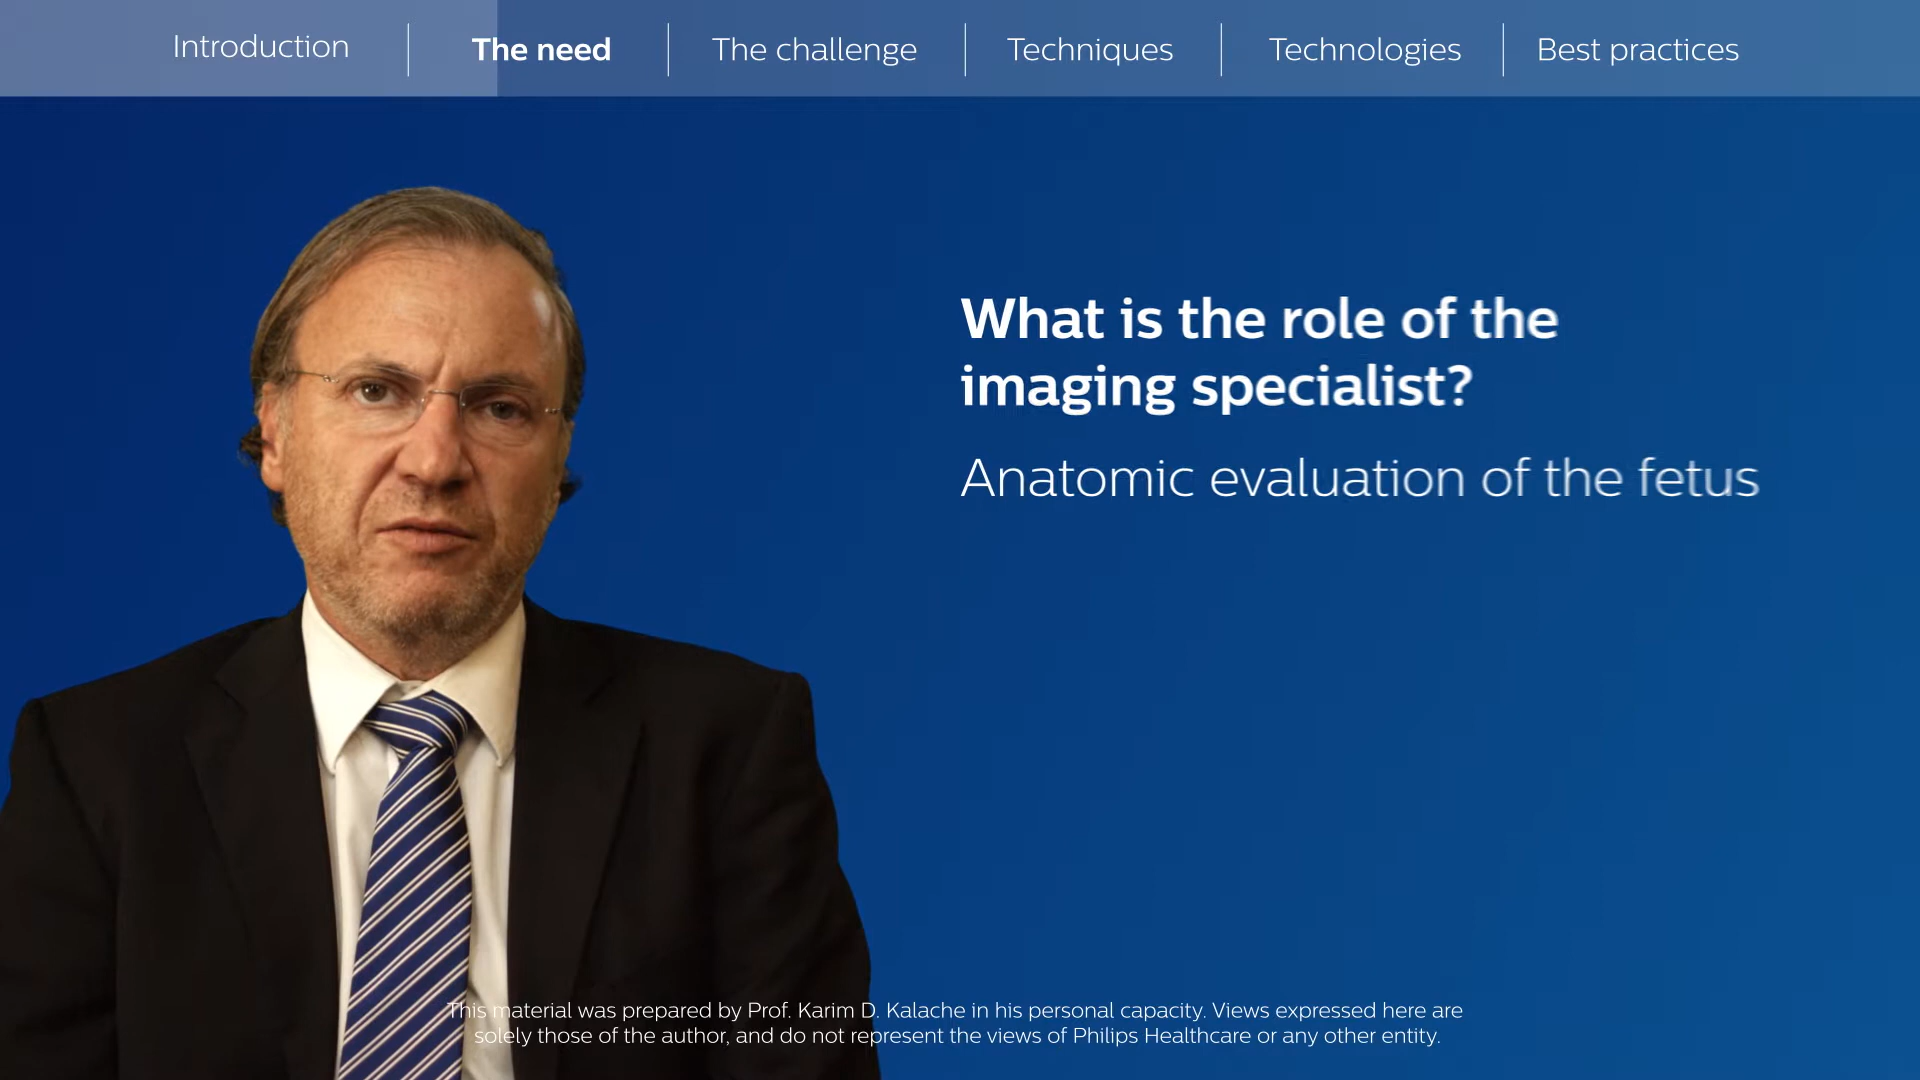 Introduction
The need
The challenge
Techniques
Technologies
Best practices
What is the role of the
imaging specialist?
Anatomic evaluation of the fetus
This material was prepared by Prof. Karim D. Kalache in his personal capacity. Views expressed here are
solely those of the author, and do not represent the views of Philips Healthcare or any other entity.